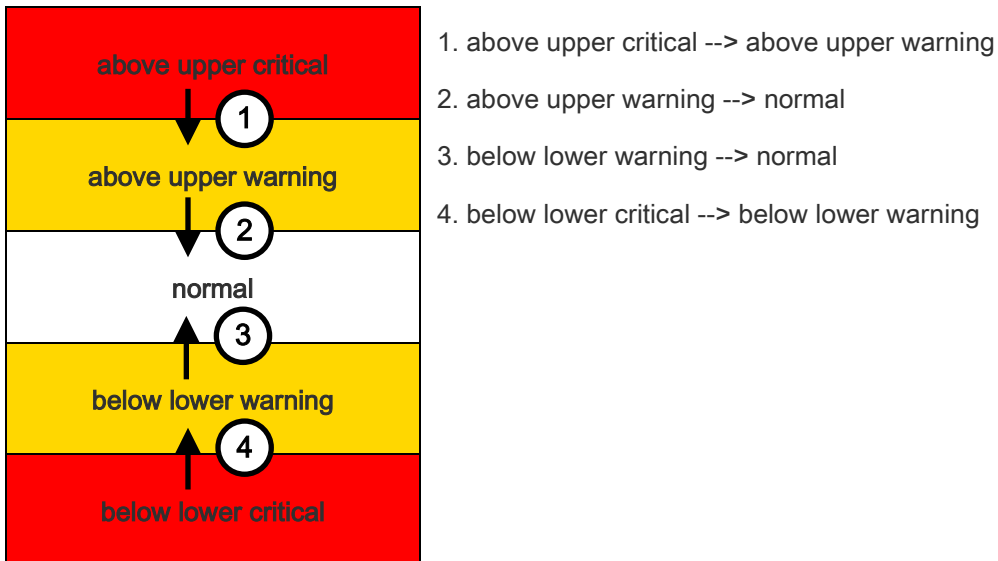 above upper critical
1
above upper warning
2
normal
3
below lower warning
4
below lower critical
1. above upper critical --> above upper warning
2. above upper warning --> normal
3. below lower warning --> normal
4. below lower critical --> below lower warning